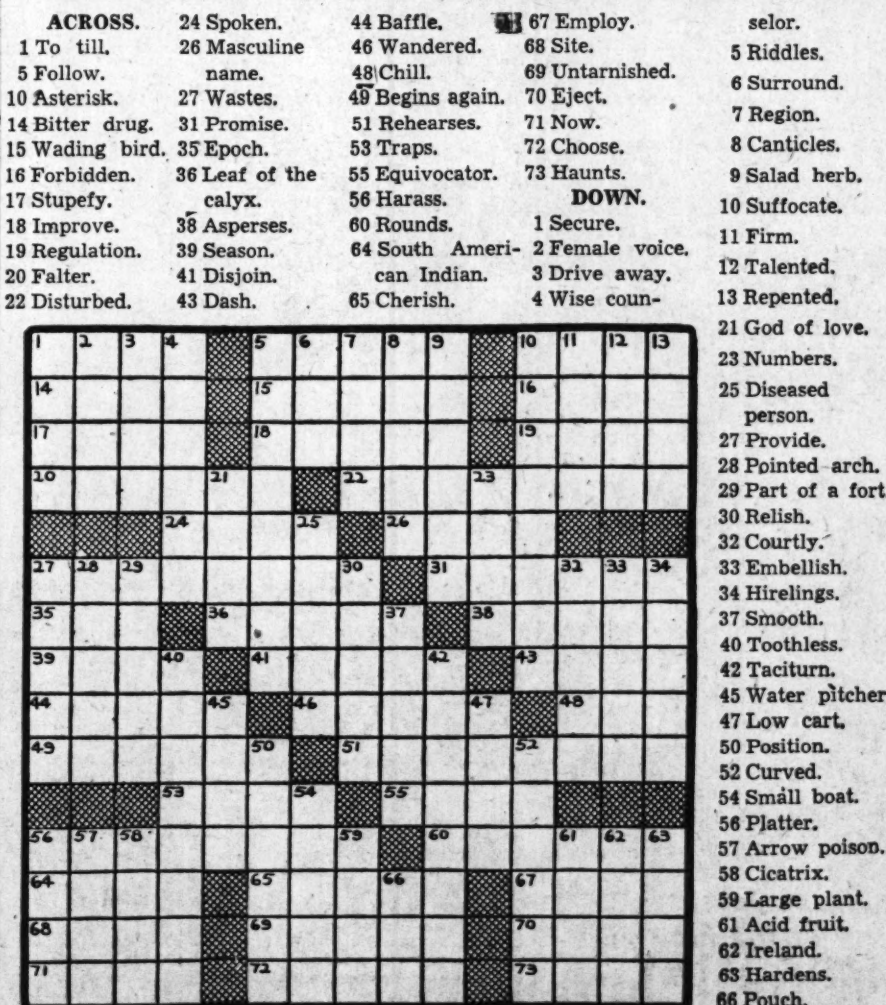 ACROSS.
1 To till.
5 Follow.
10 Asterisk.
14 Bitter drug.
15 Wading bird.
16 Forbidden.
17 Stupefy.
18 Improve.
19 Regulation.
20 Falter.
22 Disturbed.
24 Spoken.
26 Masculine
name.
27 Wastes.
31 Promise.
35 Epoch.
36 Leaf of the
calyx.
38 Asperses.
39 Season.
41 Disjoin.
43 Dash.
44 Baffle.
46 Wandered.
48 Chill.
49 Begins again.
51 Rehearses.
53 Traps.
55 Equivocator.
56 Harass.
60 Rounds.
64 South Ameri-
can Indian.
65 Cherish.
67 Employ.
68 Site.
69 Untarnished.
70 Eject.
71 Now.
72 Choose.
73 Haunts.
DOWN.
1 Secure.
2 Female voice.
3 Drive away.
4 Wise coun-
selor.
5 Riddles.
6 Surround.
7 Region.
8 Canticles.
9 Salad herb.
10 Suffocate.
11 Firm.
12 Talented.
13 Repented.
21 God of love.
23 Numbers.
25 Diseased
person.
27 Provide.
28 Pointed arch.
29 Part of a fort
30 Relish.
32 Courtly.
33 Embellish.
34 Hirelings.
37 Smooth.
40 Toothless.
42 Taciturn.
45 Water pitcher
47 Low cart.
50 Position.
52 Curved.
54 Small boat.
56 Platter.
57 Arrow poison.
58 Cicatrix.
59 Large plant.
61 Acid fruit.
62 Ireland.
63 Hardens.
66 Pouch.
1 2 3 4 5 6 7 8 9 10 11 12 13
14 15 16
17 18 19
20 21 22 23
24 25 26
27 28 29 30 31 32 33 34
35 36 37 38
39 40 41 42 43
44 45 46 47 48
49 50 51 52
53 54 55
56 57 58 59 60 61 62 63
64 65 66 67
68 69 70
71 72 73